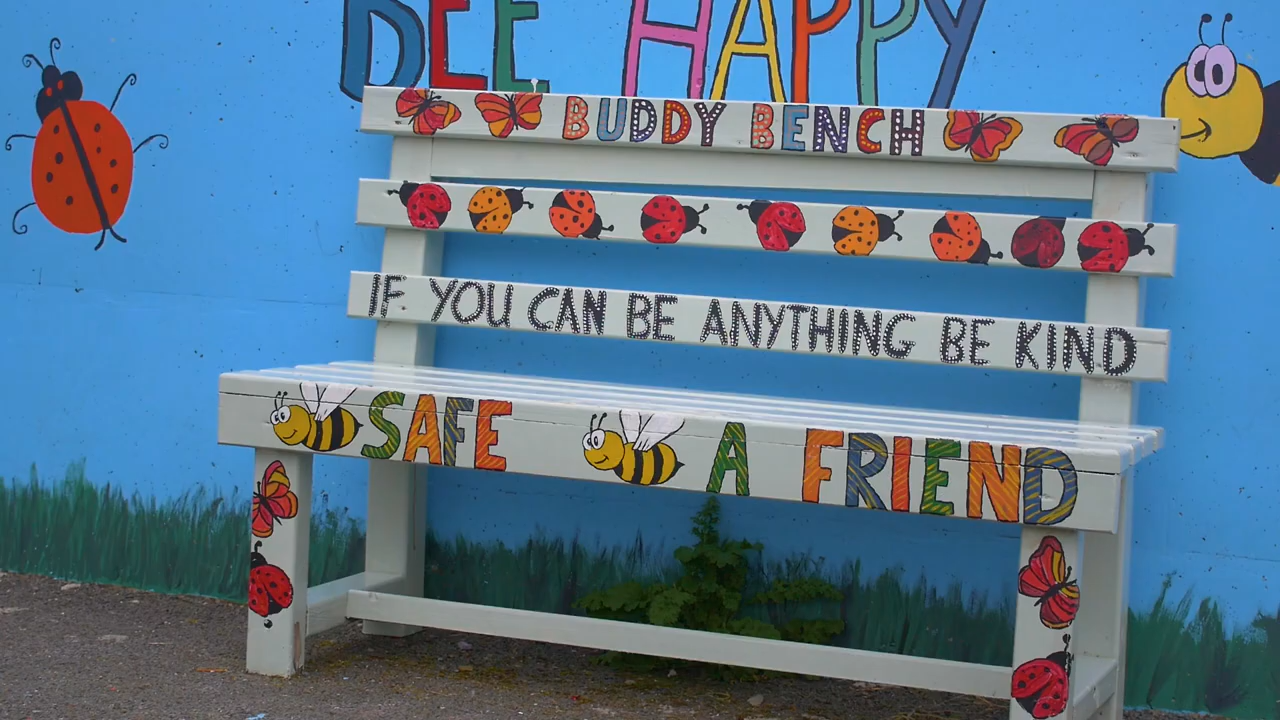 BEE HAPPY
BUDDY BENCH
IF YOU CAN BE ANYTHING BE KIND
SAFE A FRIEND